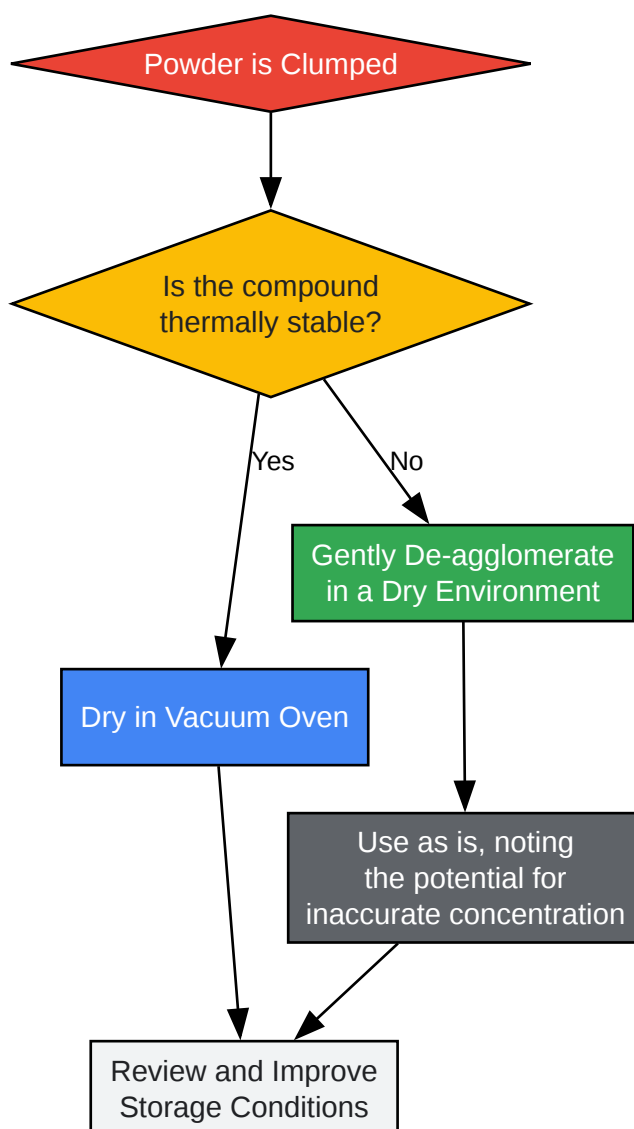 Powder is Clumped
Is the compound
thermally stable?
Yes
No
Gently De-agglomerate
in a Dry Environment
Dry in Vacuum Oven
Use as is, noting
the potential for
inaccurate concentration
Review and Improve
Storage Conditions